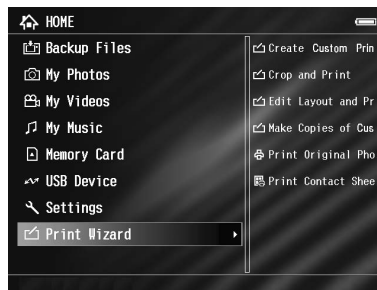 HOME
Backup Files
My Photos
My Videos
My Music
Memory Card
USB Device
Settings
Print Wizard
Create Custom Prin
Crop and Print
Edit Layout and Pr
Make Copies of Cus
Print Original Pho
Print Contact Shee